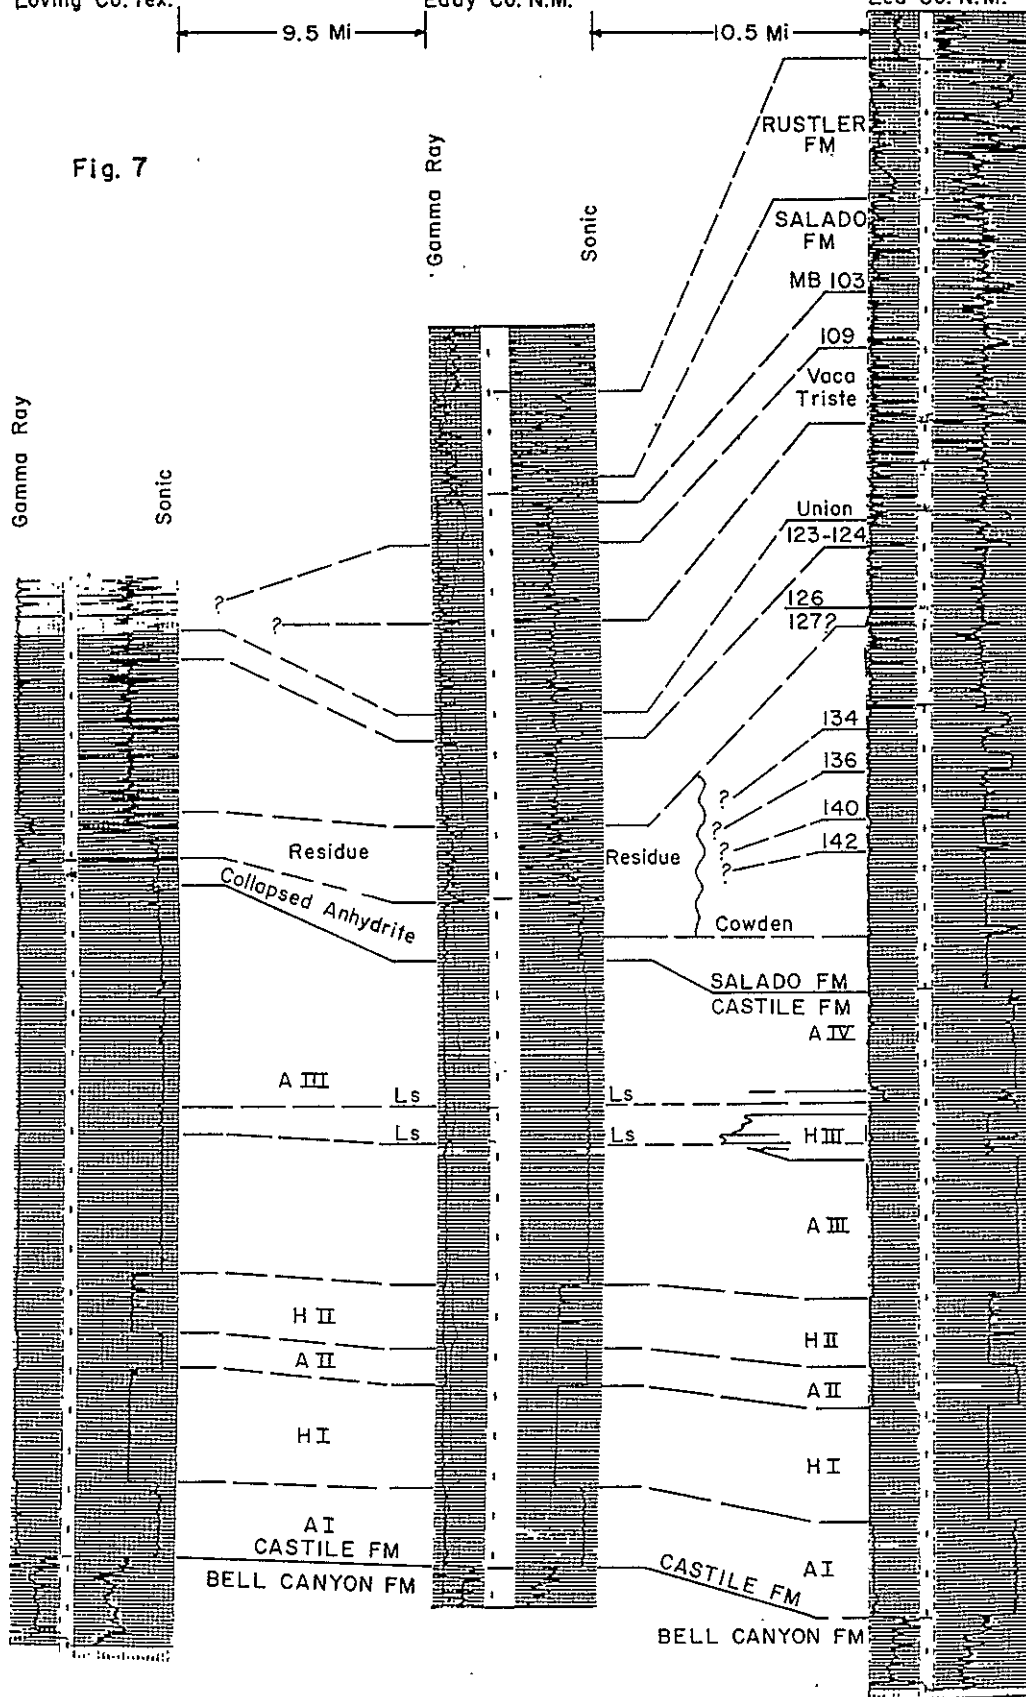 Loving Co. Tex.
Eddy Co. N.M.
Lea Co. N.M.
9.5 Mi
10.5 Mi
Fig. 7
Gamma Ray
Sonic
Gamma Ray
Sonic
RUSTLER
FM
SALADO
FM
MB 103
109
Vaca
Triste
Union
123-124
126
127?
134
136
140
142
?
?
?
?
?
?
Residue
Residue
Collapsed Anhydrite
Cowden
SALADO FM
CASTILE FM
A IV
A III
Ls
Ls
Ls
Ls
H III
A III
H II
H II
A II
A II
H I
H I
A I
A I
CASTILE FM
BELL CANYON FM
CASTILE FM
BELL CANYON FM